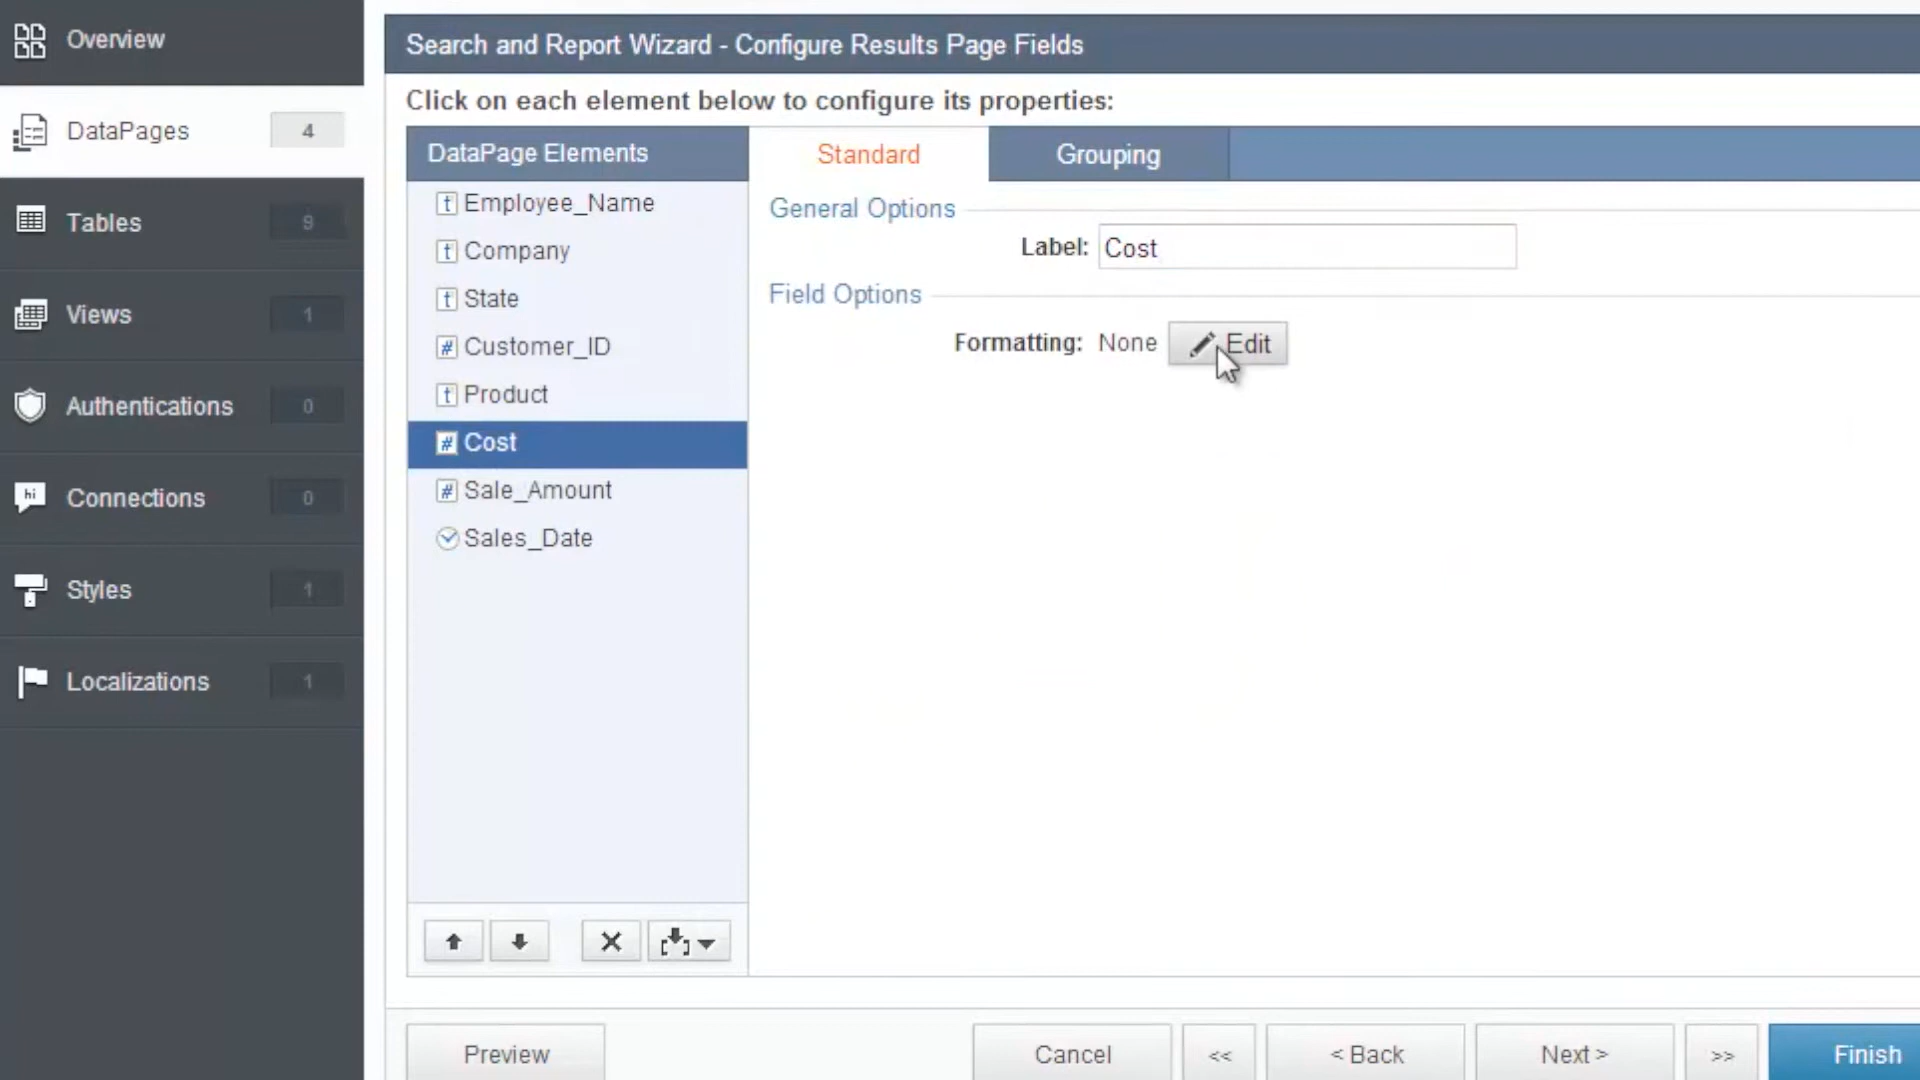 Overview
DataPages 4
Tables 9
Views 1
Authentications 0
hi Connections 0
Styles 1
Localizations 1
Search and Report Wizard - Configure Results Page Fields
Click on each element below to configure its properties:
DataPage Elements
Standard
Grouping
t Employee_Name
t Company
t State
# Customer_ID
t Product
# Cost
# Sale_Amount
Sales_Date
General Options
Label: Cost
Field Options
Formatting: None Edit
Preview
Cancel
<<
< Back
Next >
>>
Finish